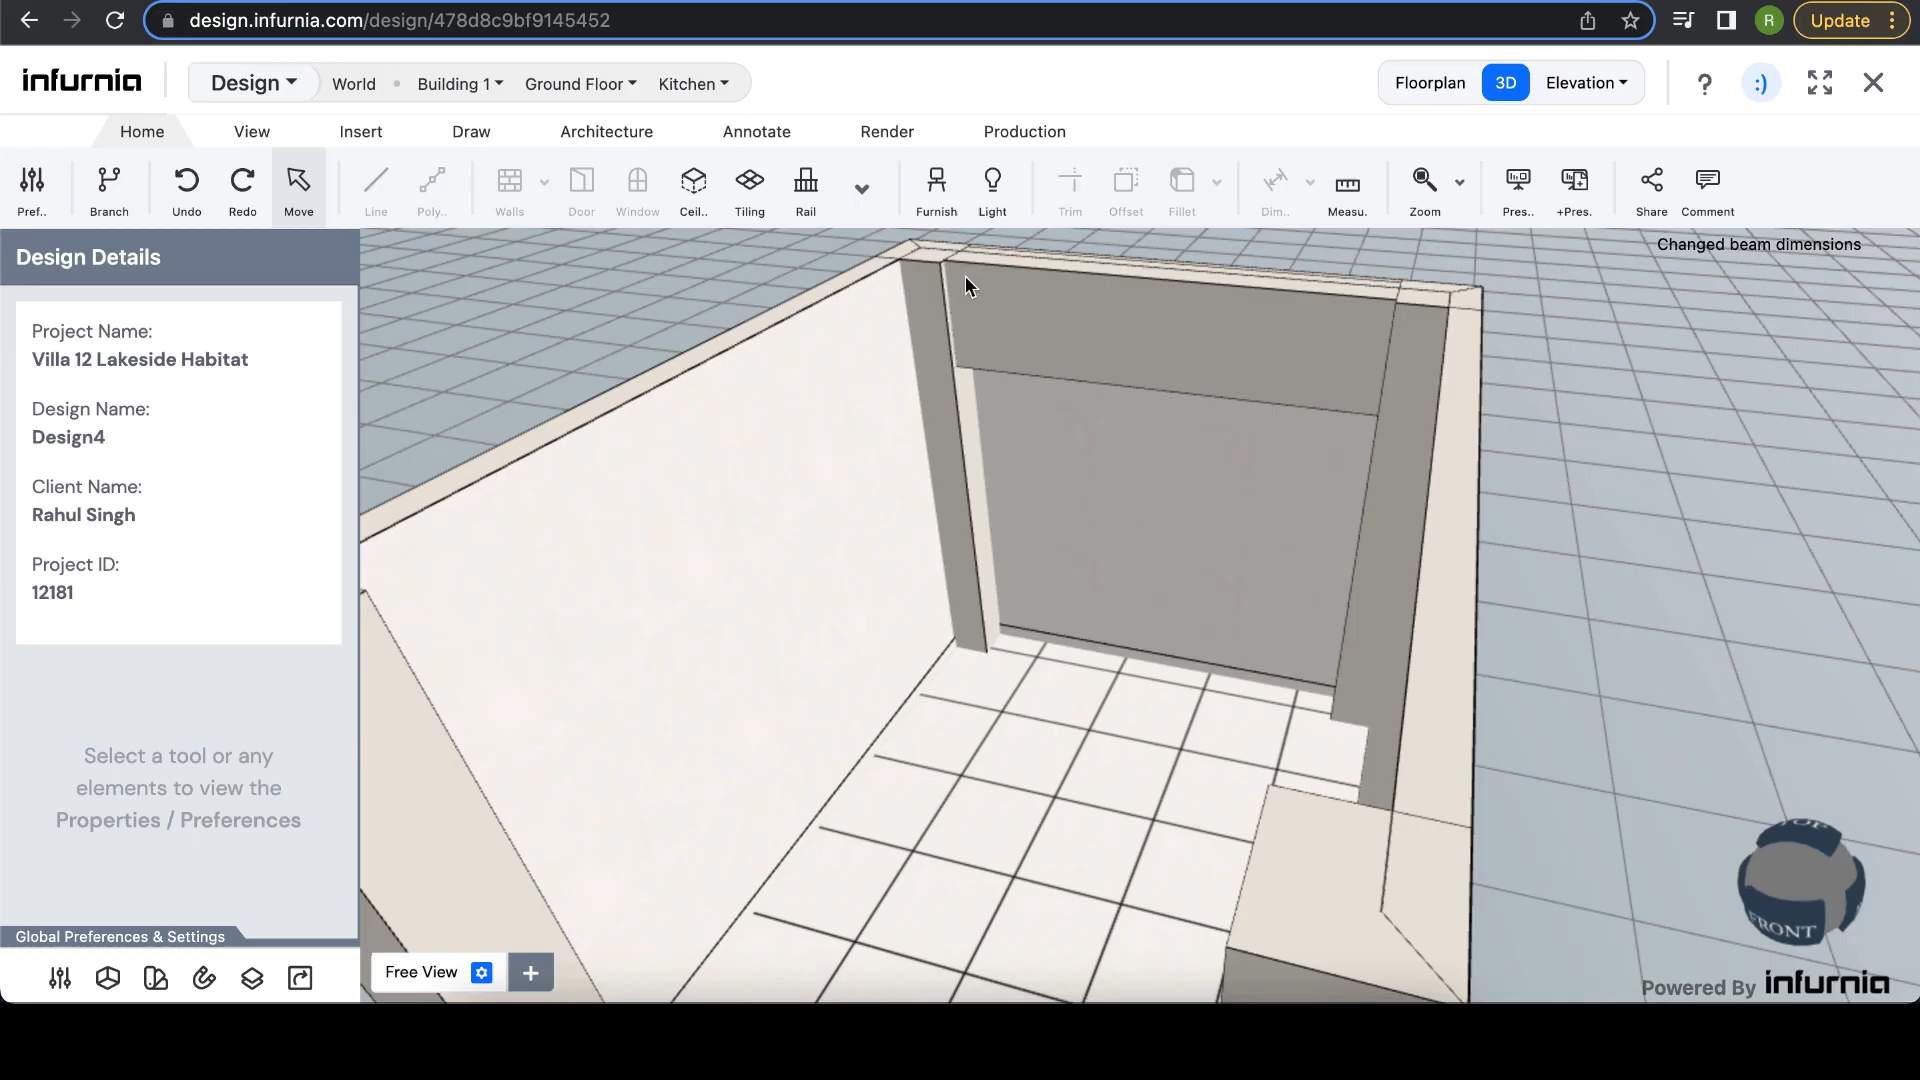 design.infurnia.com/design/478d8c9bf9145452
R
Update
infurnia
Design
World
Building 1
Ground Floor
Kitchen
Floorplan
3D
Elevation
?
:)
Home
View
Insert
Draw
Architecture
Annotate
Render
Production
Pref..
Branch
Undo
Redo
Move
Line
Poly..
Walls
Door
Window
Ceil..
Tiling
Rail
Furnish
Light
Trim
Offset
Fillet
Dim..
Measu.
Zoom
Pres..
+Pres.
Share
Comment
Design Details
Changed beam dimensions
Project Name:
Villa 12 Lakeside Habitat
Design Name:
Design4
Client Name:
Rahul Singh
Project ID:
12181
Select a tool or any
elements to view the
Properties / Preferences
TOP
FRONT
Global Preferences & Settings
Free View
+
Powered By infurnia